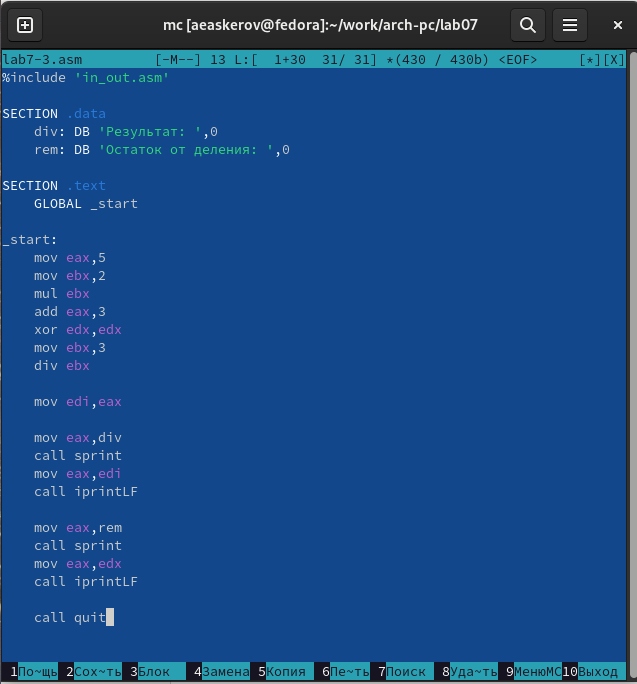 mc [aeaskerov@fedora]:~/work/arch-pc/lab07
lab7-3.asm [-M--] 13 L:[ 1+30 31/ 31] *(430 / 430b) <EOF> [*][X]
%include 'in_out.asm'
SECTION .data
div: DB 'Результат: ',0
rem: DB 'Остаток от деления: ',0
SECTION .text
GLOBAL _start
_start:
mov eax,5
mov ebx,2
mul ebx
add eax,3
xor edx,edx
mov ebx,3
div ebx
mov edi,eax
mov eax,div
call sprint
mov eax,edi
call iprintLF
mov eax,rem
call sprint
mov eax,edx
call iprintLF
call quit
1По~щь 2Сох~ть 3Блок 4Замена 5Копия 6Пе~ть 7Поиск 8Уда~ть 9МенюMC 10Выход